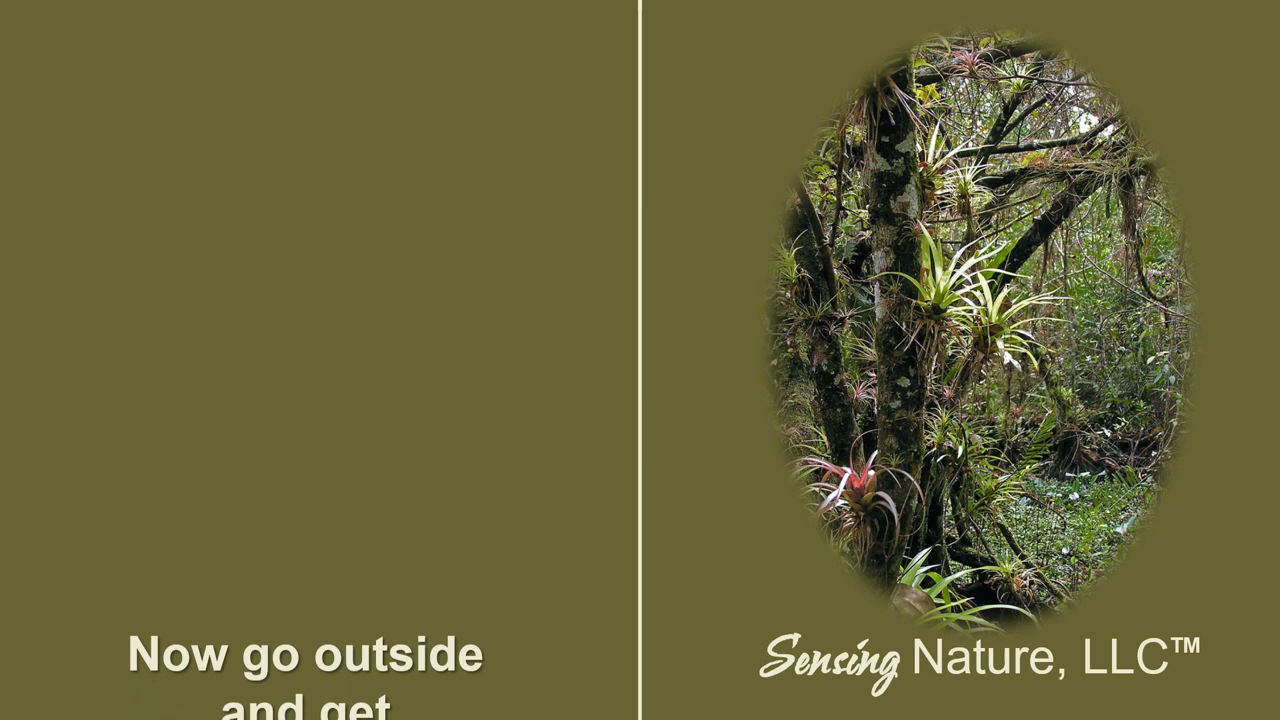 Now go outside
and get
Sensing Nature, LLC™